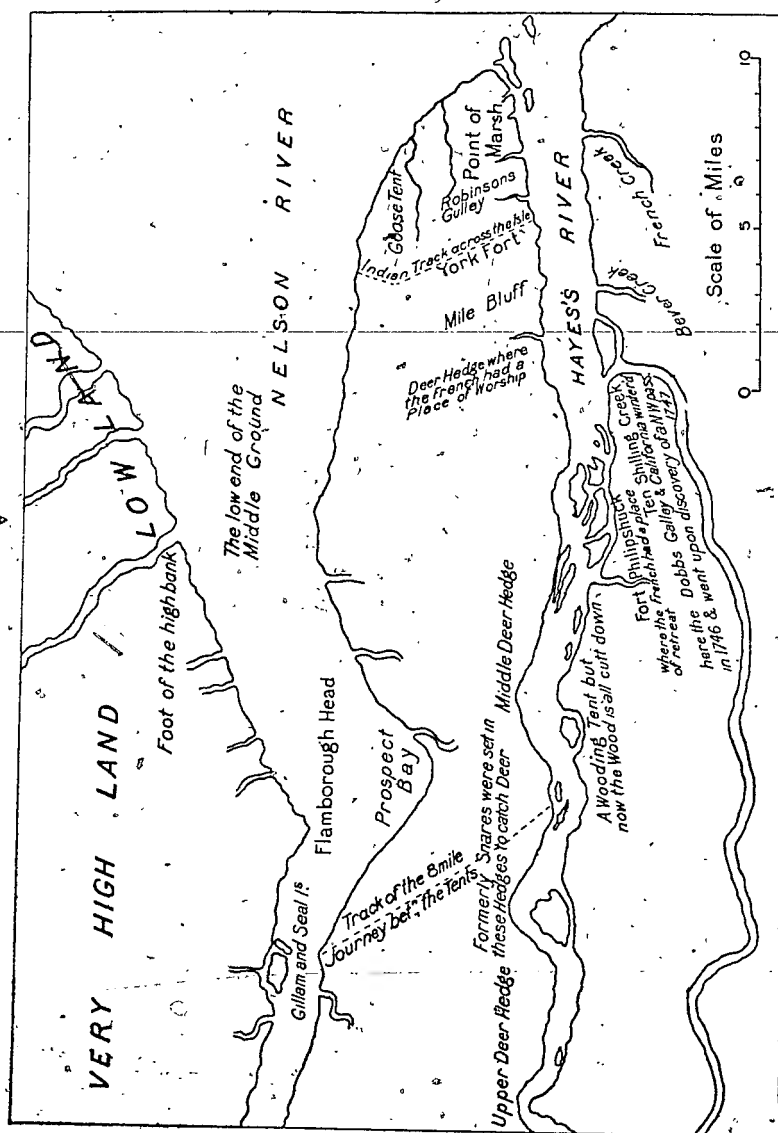 VERY HIGH LAND
LOW LAND
Foot of the high bank
The low end of the
Middle Ground
NELSON RIVER
Flamborough Head
Gillam and Seal Is
Prospect
Bay
Track of the 8 mile
Journey betn the Tents
Goose Tent
Point of
Marsh
Robinsons
Gulley
Indian Track across the Isle
York Fort
Mile Bluff
Deer Hedge where
the French had a
Place of Worship
Formerly Snares were set in
these Hedges to catch Deer
Upper Deer Hedge
Middle Deer Hedge
HAYES'S RIVER
French Creek
Bever Creek
A Wooding Tent but
now the Wood is all cutt down
Fort Philipshuck
where the French had a place
of retreat
Ten Shilling Creek
here the Dobbs Galley & California winterd
in 1746 & went upon discovery of a NW pass.
1747
Scale of Miles
0 5 10